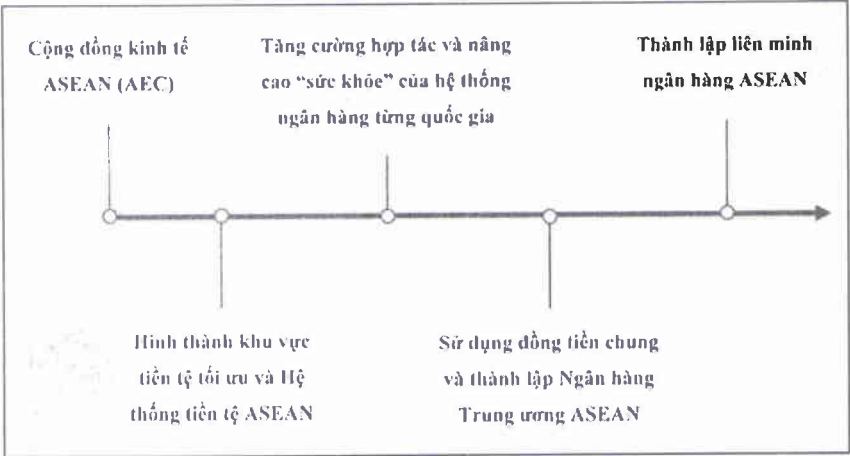 Cộng đồng kinh tế
ASEAN (AEC)
Tăng cường hợp tác và nâng
cao “sức khỏe” của hệ thống
ngân hàng từng quốc gia
Thành lập liên minh
ngân hàng ASEAN
Hình thành khu vực
tiền tệ tối ưu và Hệ
thống tiền tệ ASEAN
Sử dụng đồng tiền chung
và thành lập Ngân hàng
Trung ương ASEAN